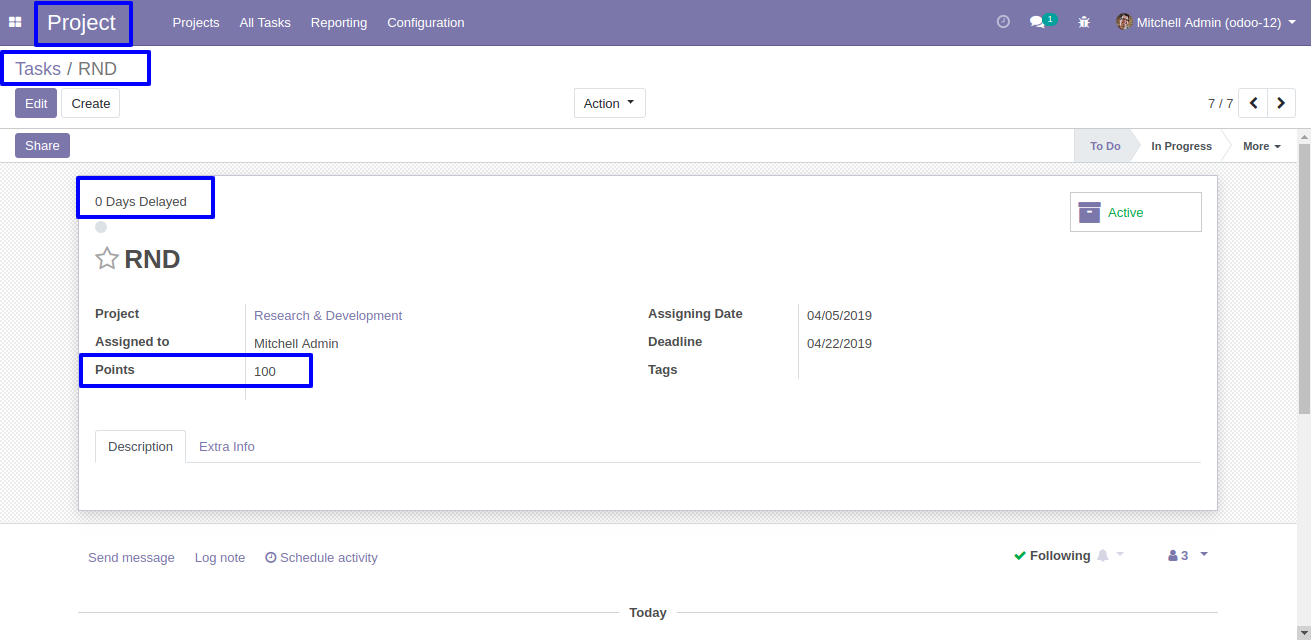 Project Projects All Tasks Reporting Configuration 1 Mitchell Admin (odoo-12)
Tasks / RND
Edit Create Action 7 / 7
Share To Do In Progress More
0 Days Delayed
Active
RND
Project Research & Development Assigning Date 04/05/2019
Assigned to Mitchell Admin Deadline 04/22/2019
Points 100 Tags
Description Extra Info
Send message Log note Schedule activity Following 3
Today